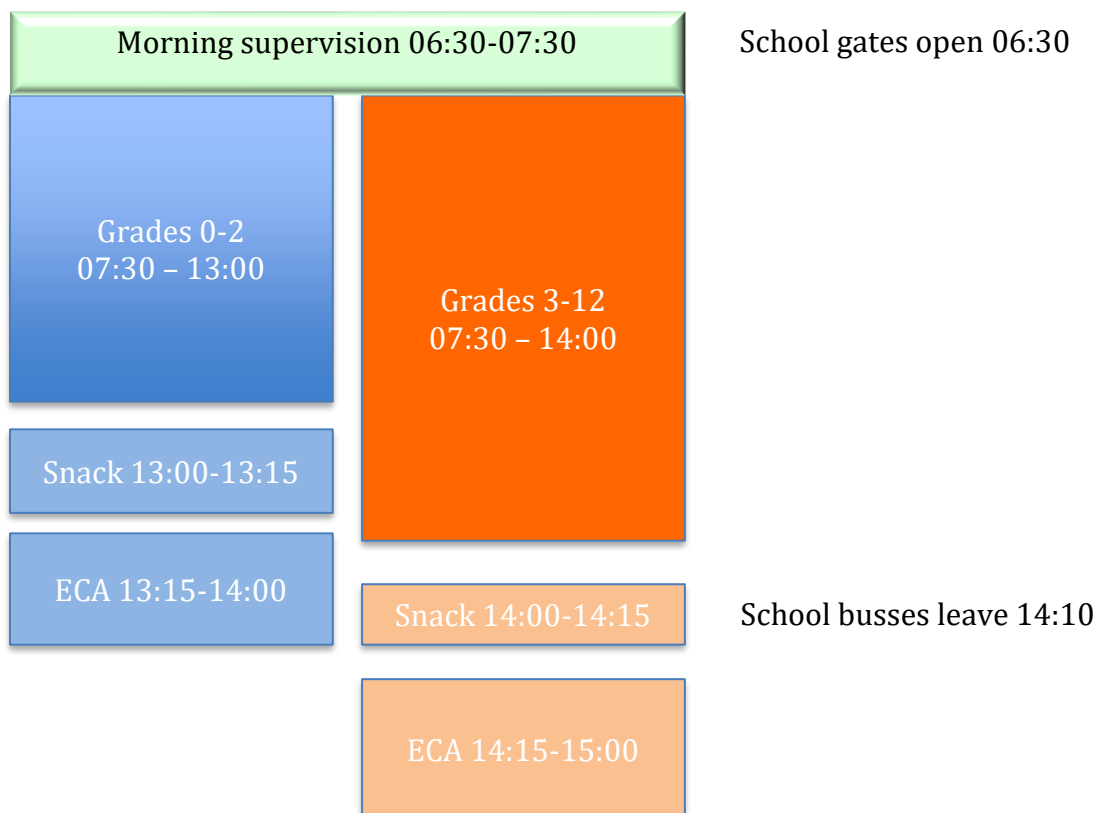 Morning supervision 06:30-07:30
School gates open 06:30
Grades 0-2
07:30 – 13:00
Grades 3-12
07:30 – 14:00
Snack 13:00-13:15
ECA 13:15-14:00
Snack 14:00-14:15
School busses leave 14:10
ECA 14:15-15:00